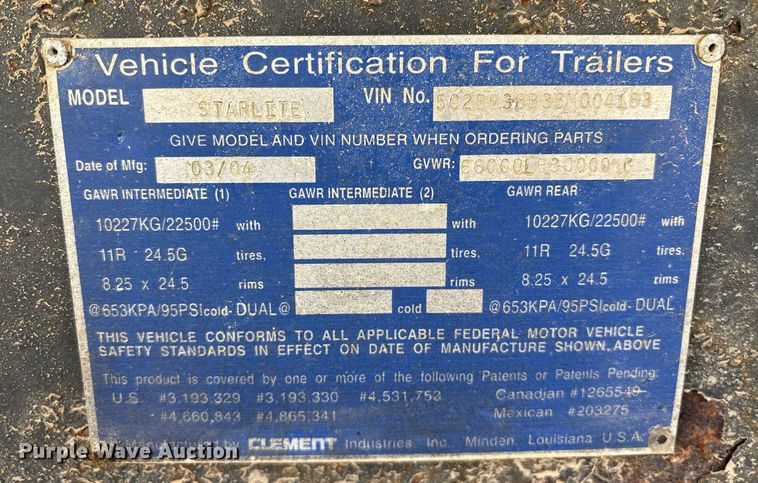 Vehicle Certification For Trailers
MODEL STARLITE VIN No.
GIVE MODEL AND VIN NUMBER WHEN ORDERING PARTS
Date of Mfg: 03/04 GVWR:
GAWR INTERMEDIATE (1) GAWR INTERMEDIATE (2) GAWR REAR
10227KG/22500# with with 10227KG/22500# with
11R 24.5G tires. tires. 11R 24.5G tires.
8.25 x 24.5 rims rims 8.25 x 24.5 rims
@653KPA/95PSIcold- DUAL@ cold @653KPA/95PSIcold- DUAL
THIS VEHICLE CONFORMS TO ALL APPLICABLE FEDERAL MOTOR VEHICLE
SAFETY STANDARDS IN EFFECT ON DATE OF MANUFACTURE SHOWN ABOVE
This product is covered by one or more of the following Patents or Patents Pending:
U.S. #3,193,329 #3,193,330 #4,531,753 Canadian #1265549
#4,660,843 #4,865,341 Mexican #203275
Manufactured by CLEMENT Industries Inc. Minden, Louisiana U.S.A.
Purple Wave Auction